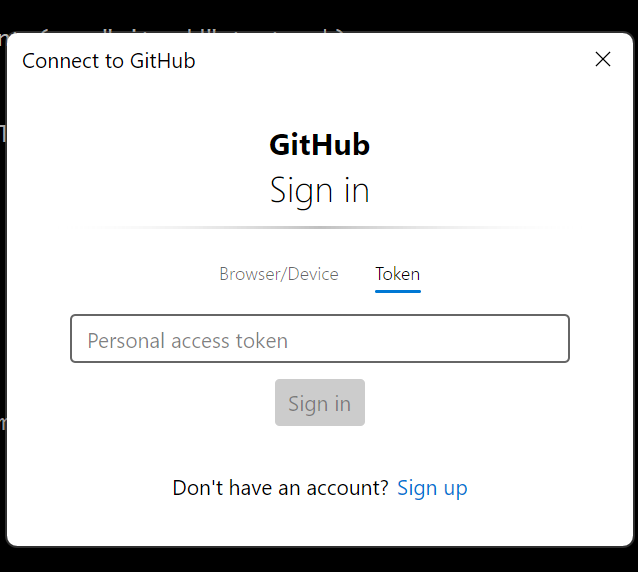 Connect to GitHub
GitHub
Sign in
Browser/Device Token
Personal access token
Sign in
Don't have an account? Sign up